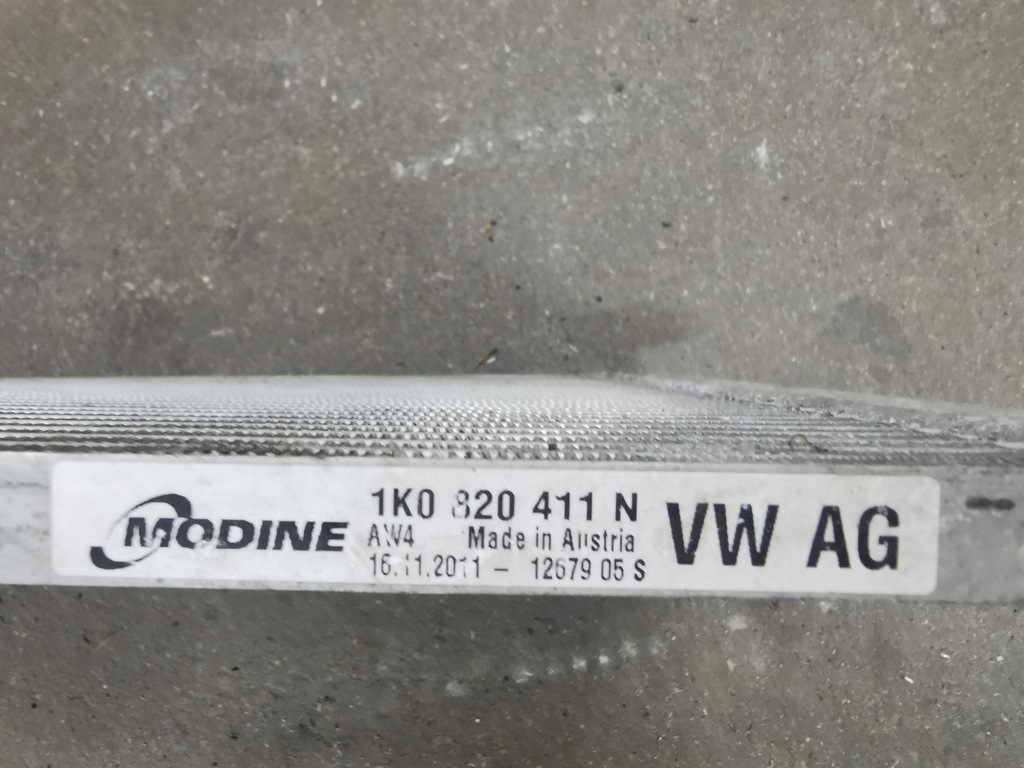 MODINE
1K0 820 411 N
AW4 Made in Austria
16.11.2011 - 12679 05 S
VW AG